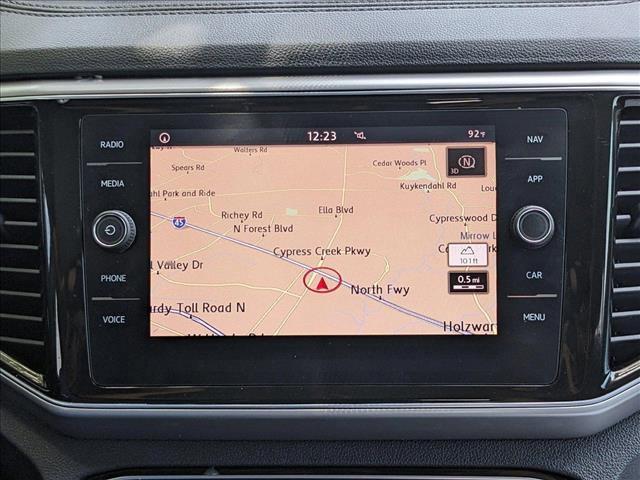 12:23 92°F
RADIO
MEDIA
PHONE
VOICE
NAV
APP
CAR
MENU
Walters Rd
Spears Rd
Cedar Woods Pl
N
3D
Kuykendahl Rd
ahl Park and Ride
Ella Blvd
Richey Rd
45
N Forest Blvd
Cypresswood D
Mirrow L
Cypress Creek Pkwy
101ft
l Valley Dr
0.5 mi
North Fwy
ardy Toll Road N
Holzwar